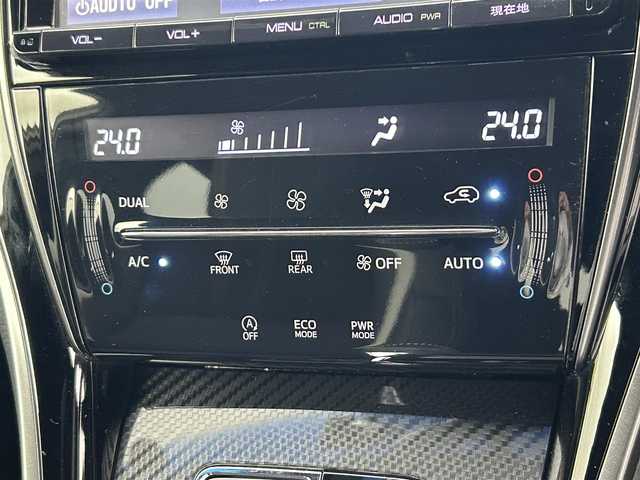 AUDIO OFF
VOL− VOL+ MENU CTRL AUDIO PWR 現在地
24.0 24.0
DUAL
A/C FRONT REAR OFF AUTO
A OFF ECO MODE PWR MODE